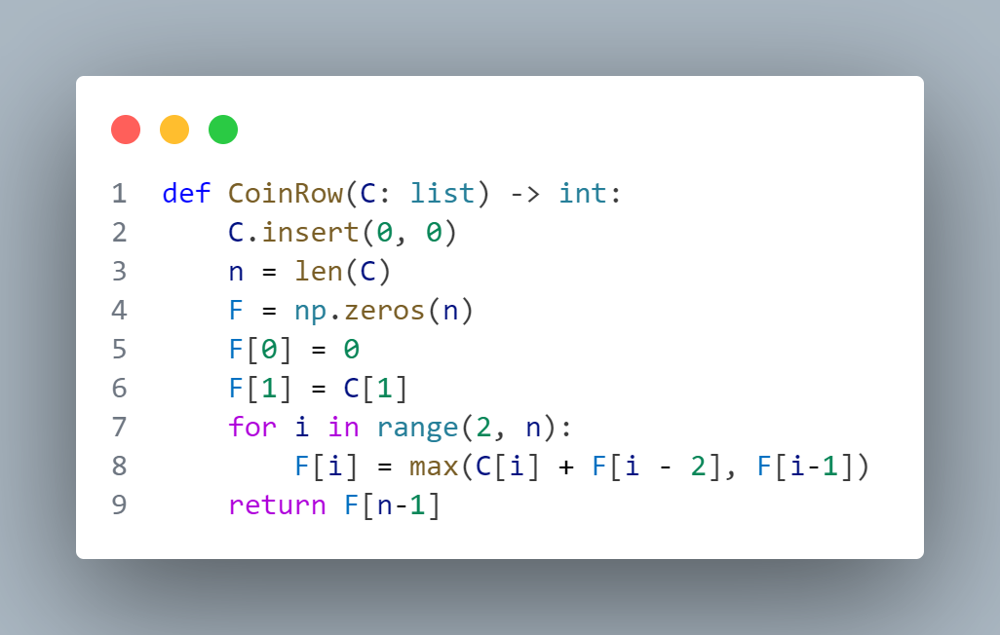 1 def CoinRow(C: list) -> int:
2     C.insert(0, 0)
3     n = len(C)
4     F = np.zeros(n)
5     F[0] = 0
6     F[1] = C[1]
7     for i in range(2, n):
8         F[i] = max(C[i] + F[i - 2], F[i-1])
9     return F[n-1]